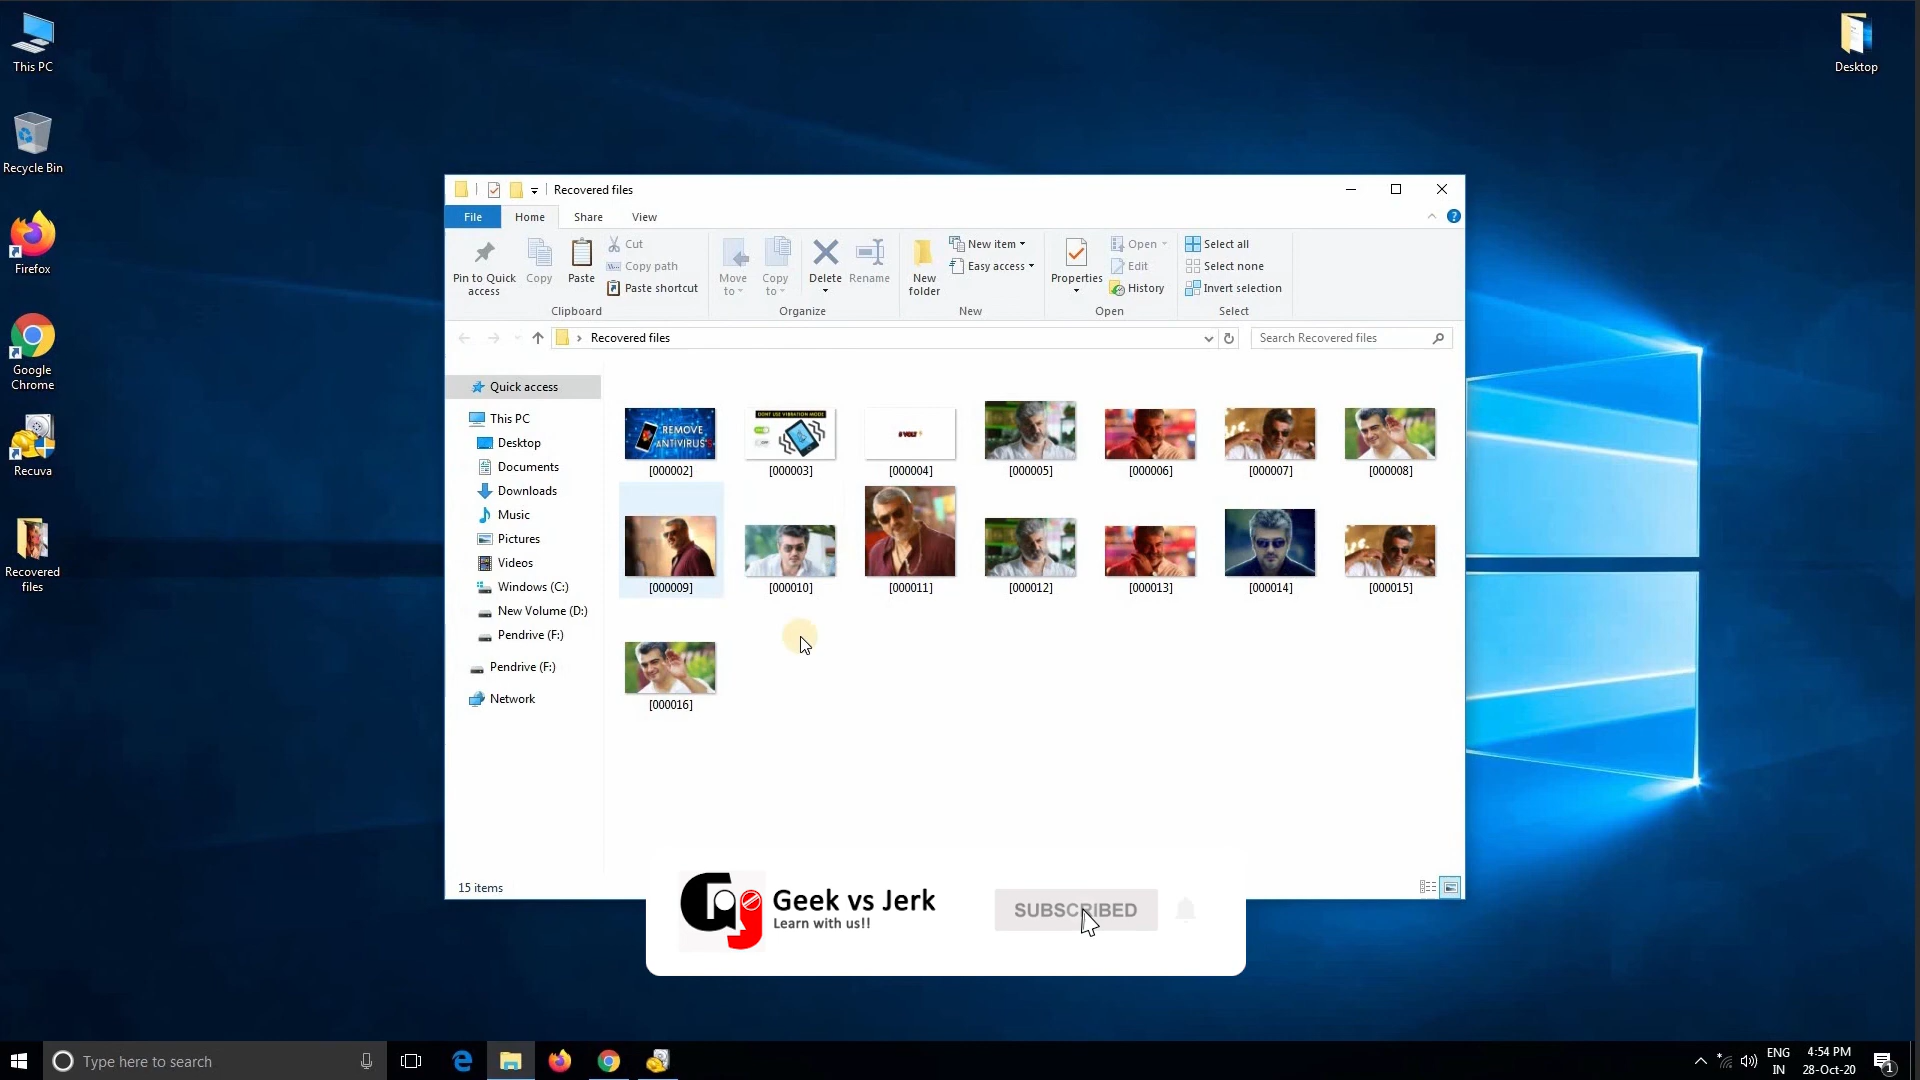 This PC
Recycle Bin
Firefox
Google
Chrome
Recuva
Recovered
files
Desktop
Recovered files
File
Home
Share
View
Pin to Quick
access
Copy
Paste
Cut
Copy path
Paste shortcut
Clipboard
Move
to
Copy
to
Delete
Rename
Organize
New
folder
New item
Easy access
New
Properties
Open
Edit
History
Open
Select all
Select none
Invert selection
Select
Recovered files
Search Recovered files
Quick access
This PC
Desktop
Documents
Downloads
Music
Pictures
Videos
Windows (C:)
New Volume (D:)
Pendrive (F:)
Pendrive (F:)
Network
REMOVE
ANTIVIRUS'S
DONT USE VIBRATION MODE
5 VOLT
[000002]
[000003]
[000004]
[000005]
[000006]
[000007]
[000008]
[000009]
[000010]
[000011]
[000012]
[000013]
[000014]
[000015]
[000016]
15 items
Geek vs Jerk
Learn with us!!
SUBSCRIBED
Type here to search
ENG
IN
4:54 PM
28-Oct-20
1